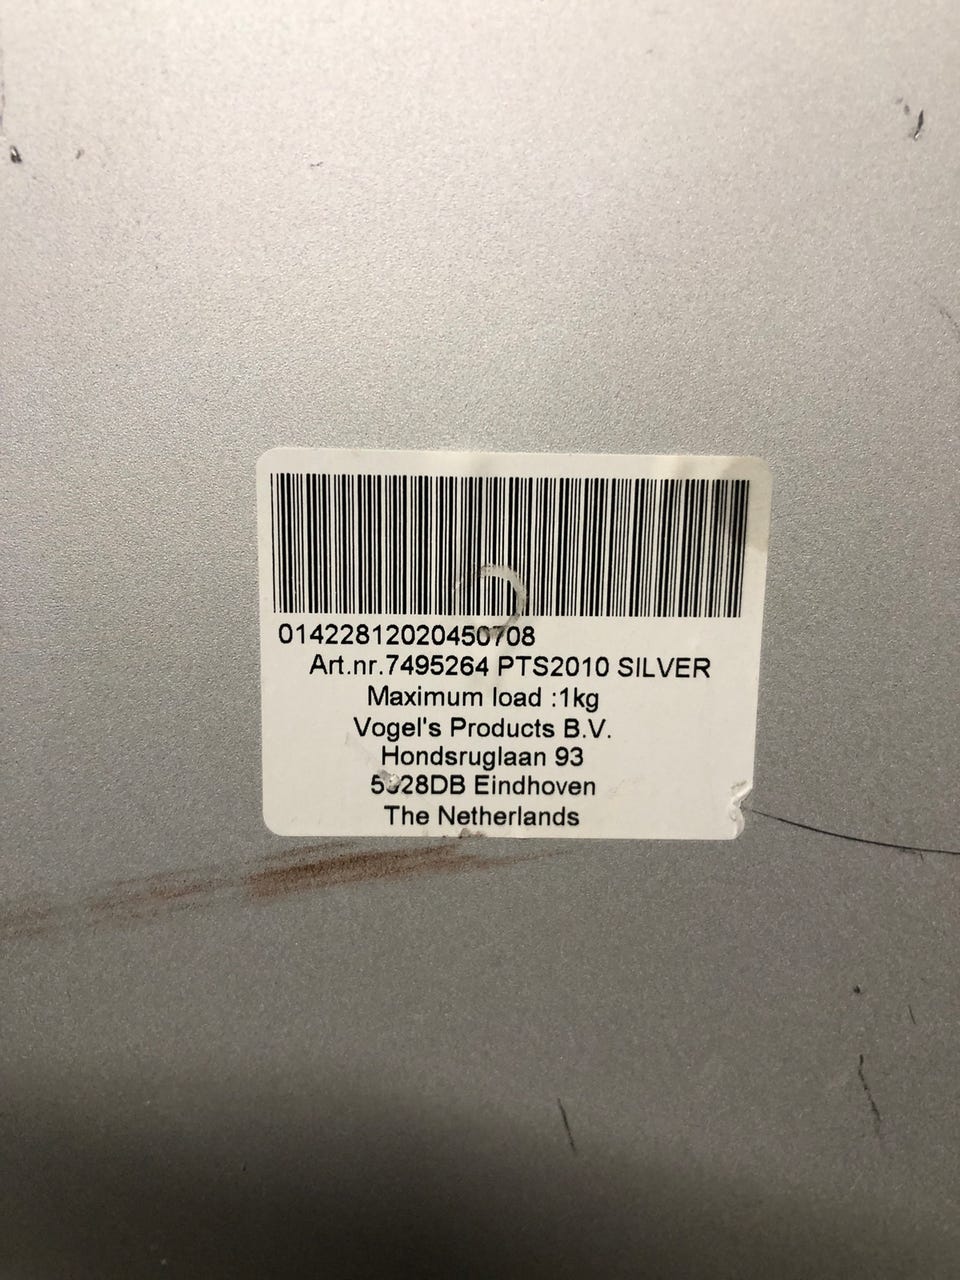 01422812020450708
Art.nr.7495264 PTS2010 SILVER
Maximum load :1kg
Vogel's Products B.V.
Hondsruglaan 93
Eindhoven
The Netherlands